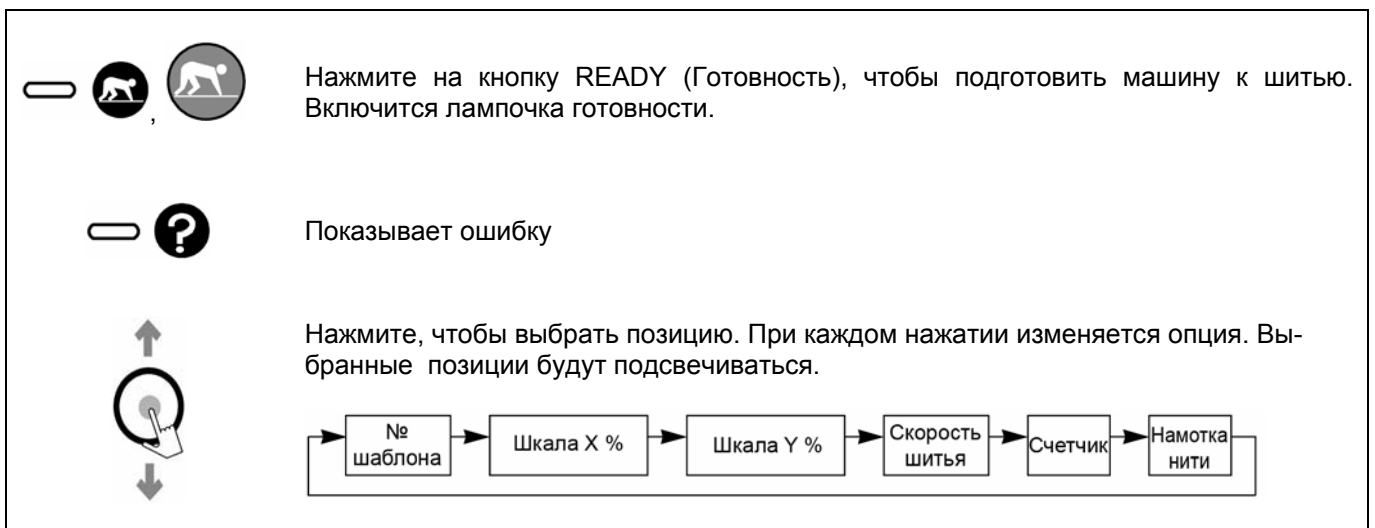 Нажмите на кнопку READY (Готовность), чтобы подготовить машину к шитью.
Включится лампочка готовности.
,
?
Показывает ошибку
Нажмите, чтобы выбрать позицию. При каждом нажатии изменяется опция. Вы-
бранные позиции будут подсвечиваться.
№
шаблона
Шкала X %
Шкала Y %
Скорость
шитья
Счетчик
Намотка
нити